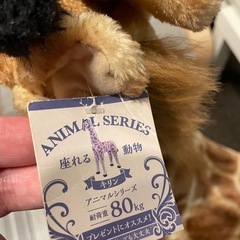 ANIMAL SERIES
座れる 動物
キリン
アニマルシリーズ
耐荷重 80kg
プレゼントにオススメ!